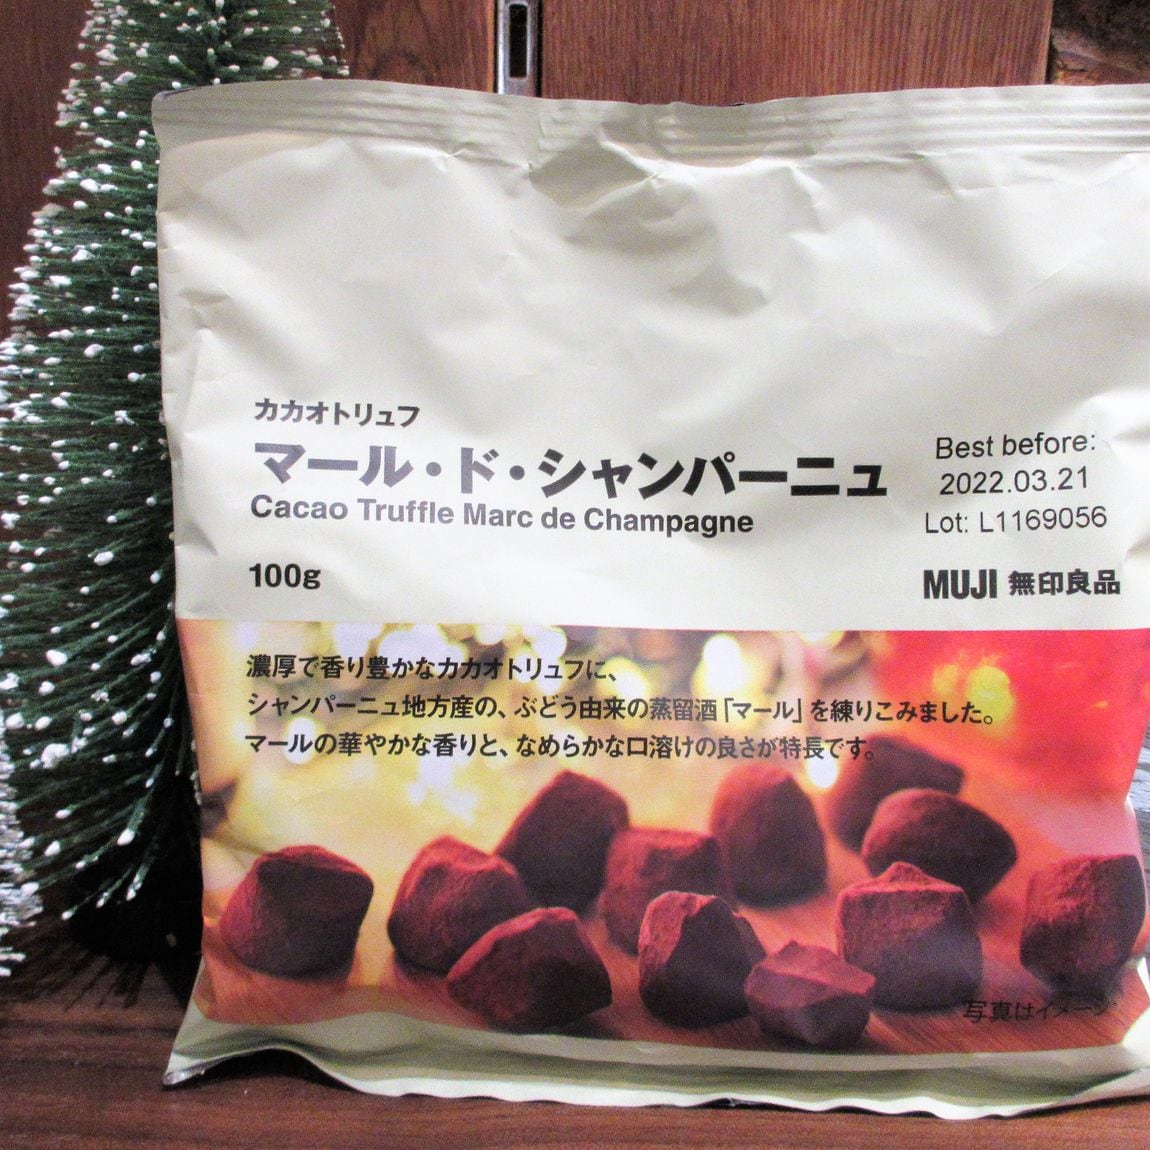 カカオトリュフ
マール・ド・シャンパーニュ
Cacao Truffle Marc de Champagne
100g
Best before:
2022.03.21
Lot: L1169056
MUJI 無印良品
濃厚で香り豊かなカカオトリュフに、
シャンパーニュ地方産の、ぶどう由来の蒸留酒「マール」を練りこみました。
マールの華やかな香りと、なめらかな口溶けの良さが特長です。
写真はイメージ